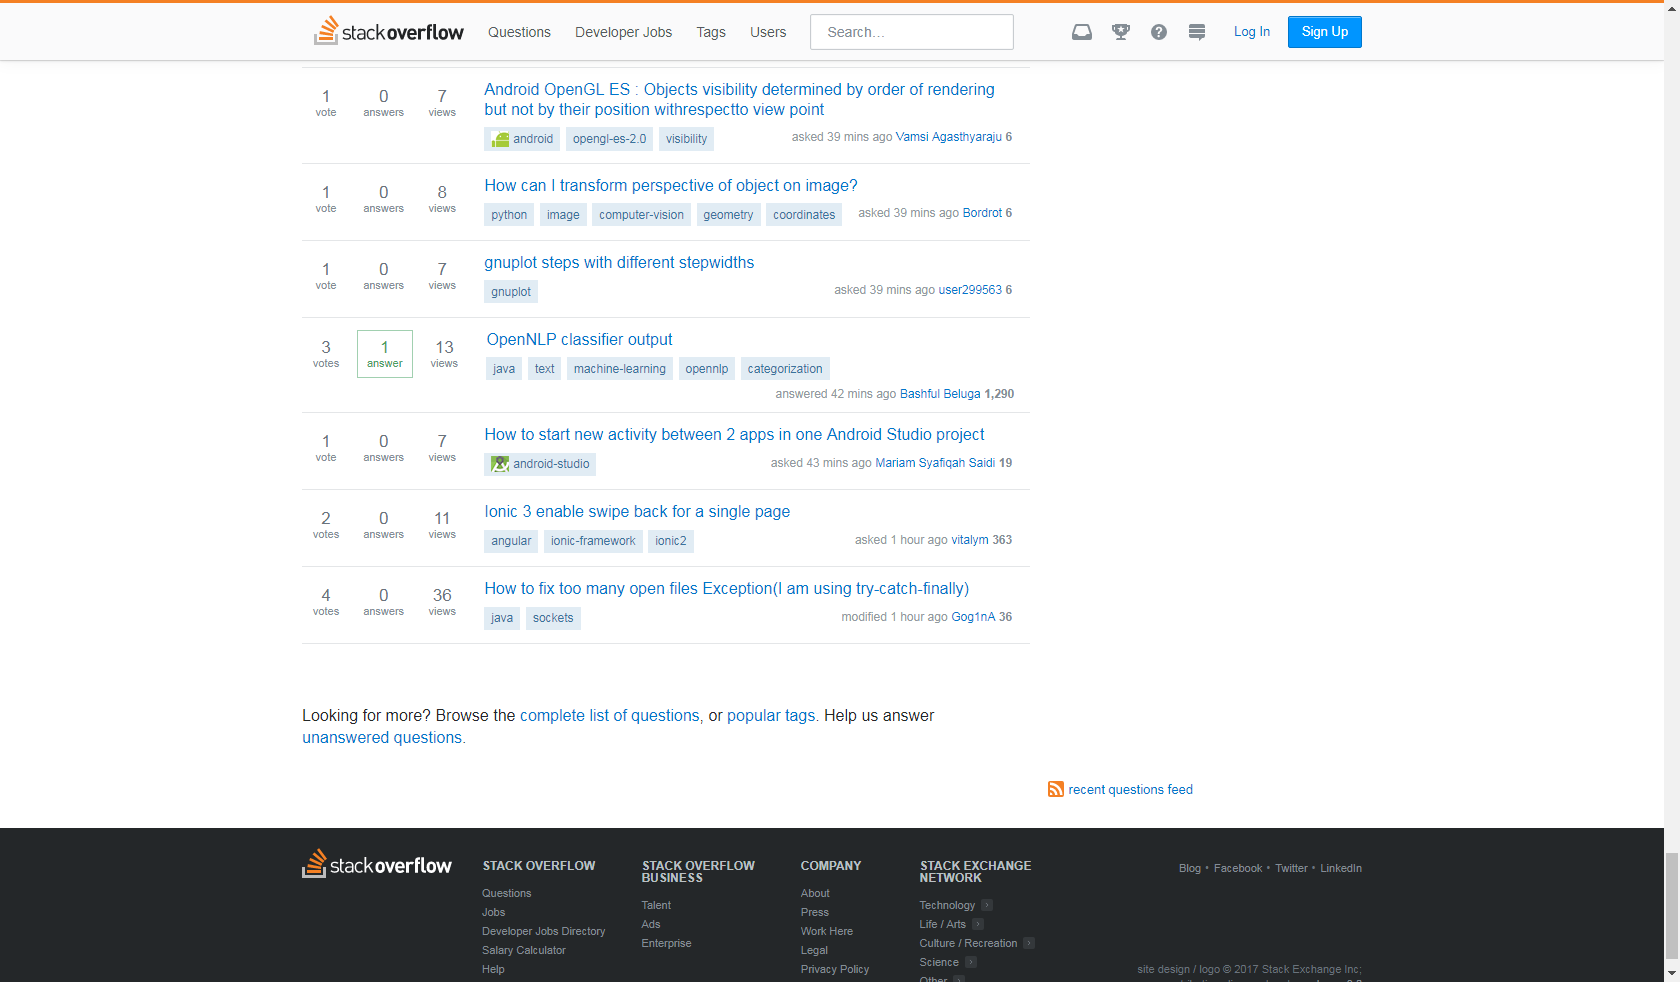 stackoverflow Questions Developer Jobs Tags Users Search... Log In Sign Up
1 vote 0 answers 7 views
Android OpenGL ES : Objects visibility determined by order of rendering
but not by their position withrespectto view point
android opengl-es-2.0 visibility asked 39 mins ago Vamsi Agasthyaraju 6
1 vote 0 answers 8 views
How can I transform perspective of object on image?
python image computer-vision geometry coordinates asked 39 mins ago Bordrot 6
1 vote 0 answers 7 views
gnuplot steps with different stepwidths
gnuplot asked 39 mins ago user299563 6
3 votes 1 answer 13 views
OpenNLP classifier output
java text machine-learning opennlp categorization
answered 42 mins ago Bashful Beluga 1,290
1 vote 0 answers 7 views
How to start new activity between 2 apps in one Android Studio project
android-studio asked 43 mins ago Mariam Syafiqah Saidi 19
2 votes 0 answers 11 views
Ionic 3 enable swipe back for a single page
angular ionic-framework ionic2 asked 1 hour ago vitalym 363
4 votes 0 answers 36 views
How to fix too many open files Exception(I am using try-catch-finally)
java sockets modified 1 hour ago Gog1nA 36
Looking for more? Browse the complete list of questions, or popular tags. Help us answer
unanswered questions.
recent questions feed
stackoverflow
STACK OVERFLOW
Questions
Jobs
Developer Jobs Directory
Salary Calculator
Help
STACK OVERFLOW
BUSINESS
Talent
Ads
Enterprise
COMPANY
About
Press
Work Here
Legal
Privacy Policy
STACK EXCHANGE
NETWORK
Technology
Life / Arts
Culture / Recreation
Science
Other
Blog • Facebook • Twitter • LinkedIn
site design / logo © 2017 Stack Exchange Inc;